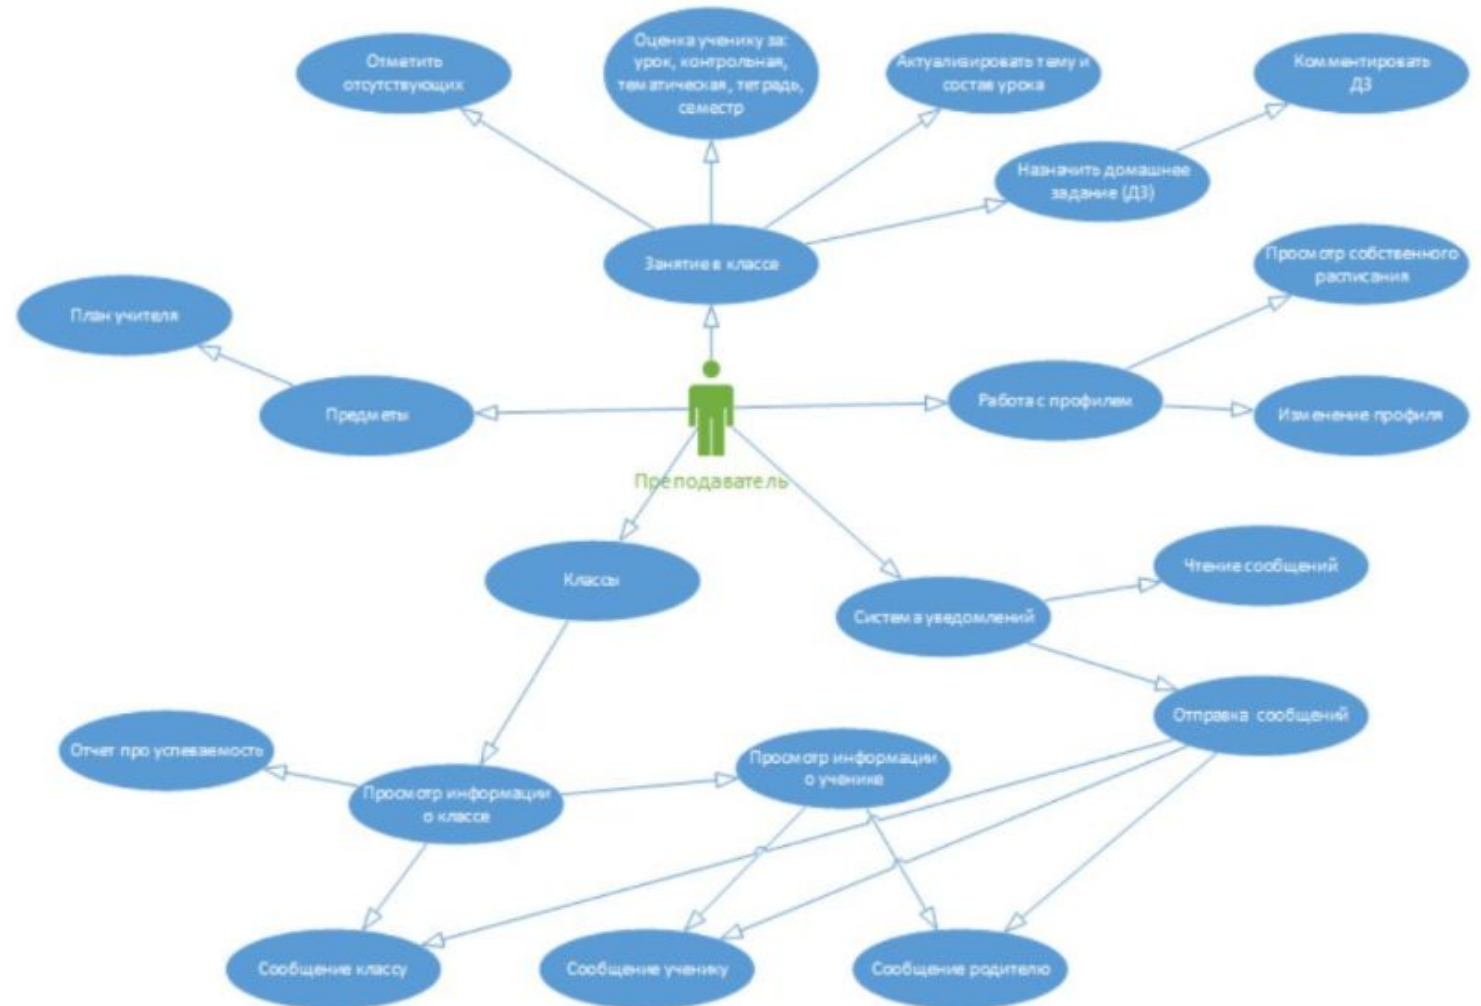 Отметить
отсутствующих
Оценка ученику за:
урок, контрольная,
тематическая, тетрадь,
семестр
Актуализировать тему и
состав урока
Комментировать
ДЗ
Назначить домашнее
задание (ДЗ)
Занятие в классе
Просмотр собственного
расписания
План учителя
Предметы
Работа с профилем
Изменение профиля
Преподаватель
Классы
Чтение сообщений
Система уведомлений
Отправка сообщений
Отчет про успеваемость
Просмотр информации
о классе
Просмотр информации
о ученике
Сообщение классу
Сообщение ученику
Сообщение родителю